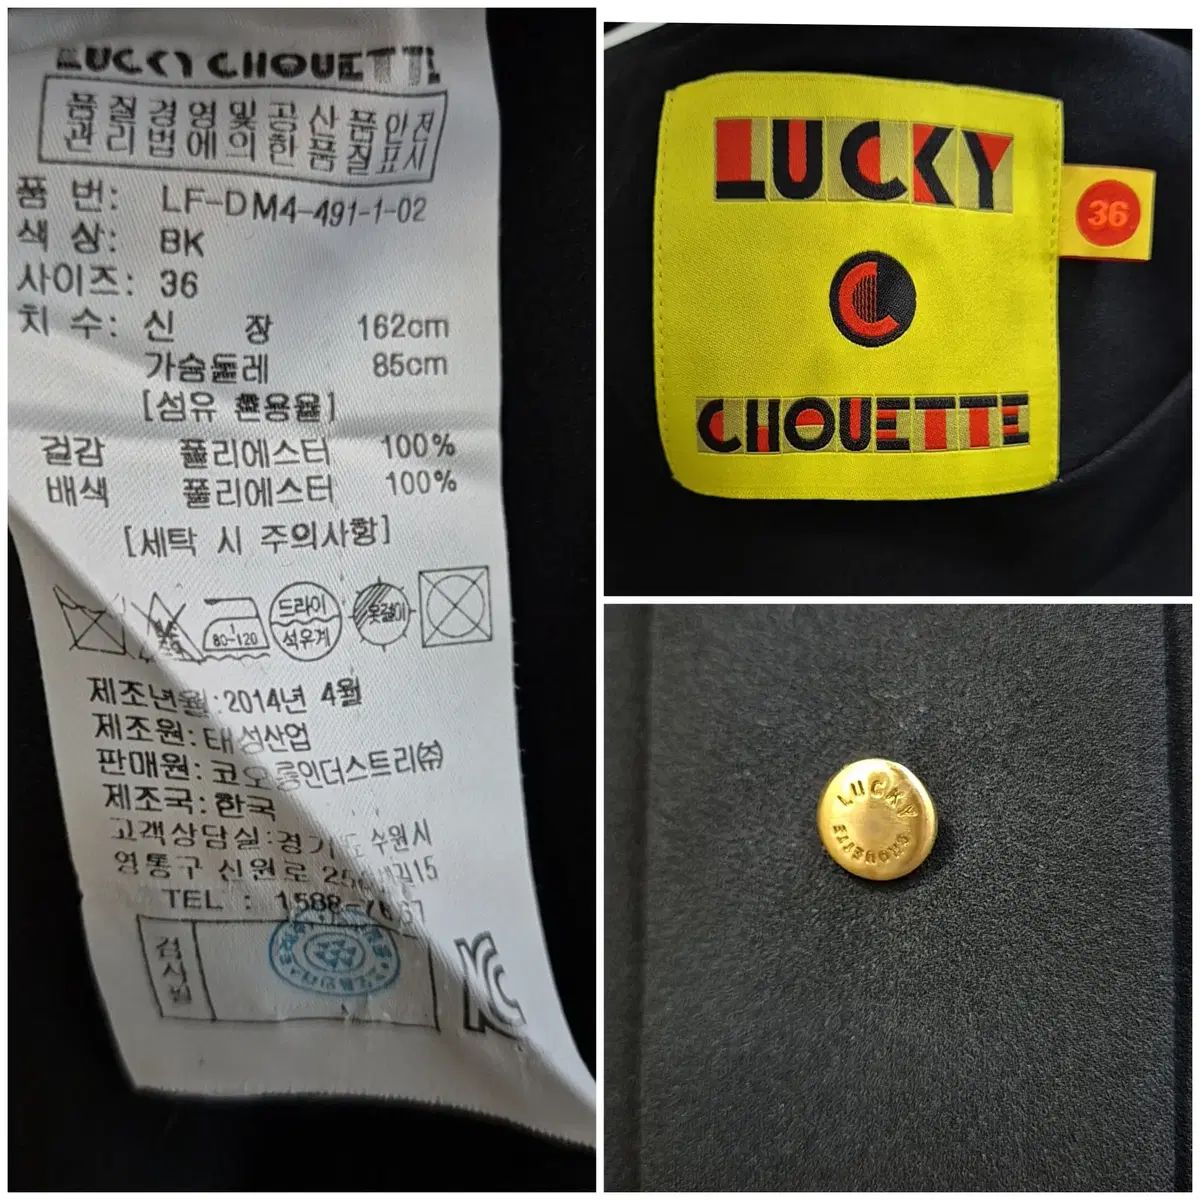 LUCKY CHOUETTE
품질경영및공산품안전
관리법에의한품질표시
품 번: LF-DM4-491-1-02
색 상: BK
사이즈: 36
치 수: 신 장 162cm
가슴둘레 85cm
[섬유 혼용율]
겉감 폴리에스터 100%
배색 폴리에스터 100%
[세탁 시 주의사항]
80-120
드라이
석유계
옷걸이
제조년월:2014년 4월
제조원:태성산업
판매원:코오롱인더스트리㈜
제조국:한국
고객상담실:경기도 수원시
영통구 신원로
TEL : 1588-7667
검사필
LUCKY
36
CHOUETTE
LUCKY
CHOUETTE